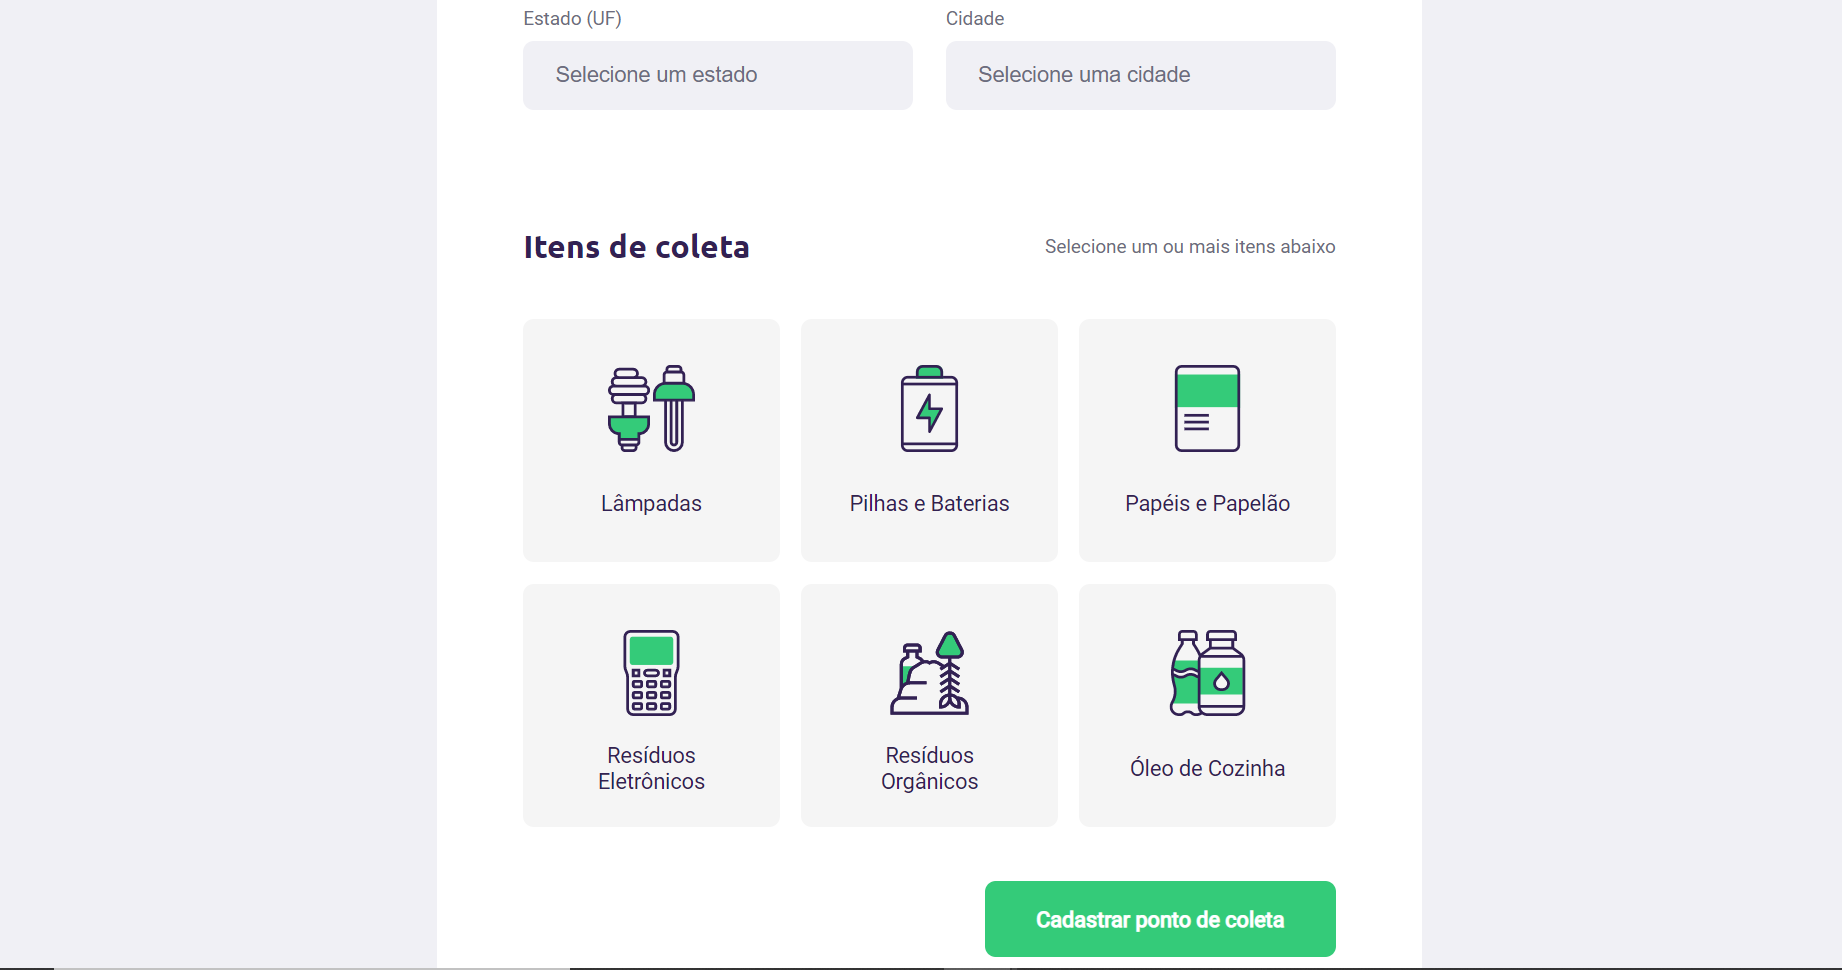 Estado (UF)
Cidade
Selecione um estado
Selecione uma cidade
Itens de coleta
Selecione um ou mais itens abaixo
Lâmpadas
Pilhas e Baterias
Papéis e Papelão
Resíduos
Eletrônicos
Resíduos
Orgânicos
Óleo de Cozinha
Cadastrar ponto de coleta